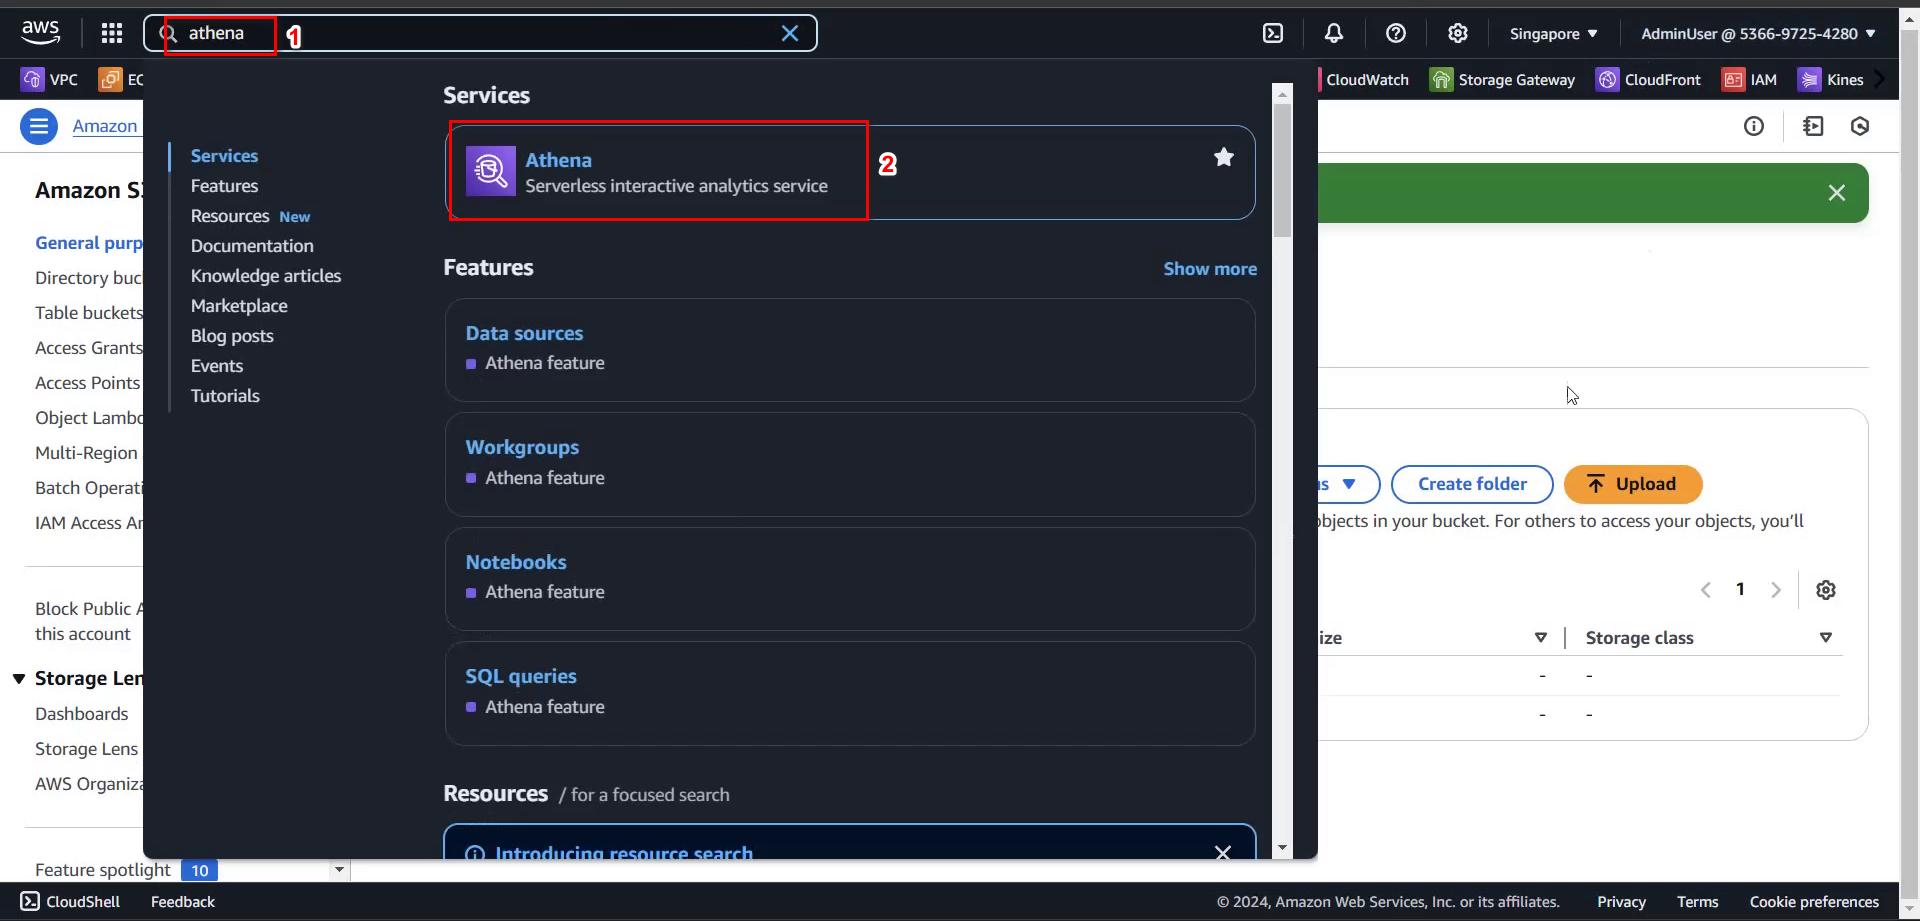 aws
athena
1
Singapore
AdminUser @ 5366-9725-4280
VPC
EC
CloudWatch
Storage Gateway
CloudFront
IAM
Kines
Amazon
Amazon S3
General purp
Directory buc
Table buckets
Access Grants
Access Points
Object Lambd
Multi-Region
Batch Operati
IAM Access An
Block Public A
this account
Storage Len
Dashboards
Storage Lens
AWS Organiza
Feature spotlight 10
Services
Features
Resources New
Documentation
Knowledge articles
Marketplace
Blog posts
Events
Tutorials
Services
Athena
Serverless interactive analytics service
2
Features
Show more
Data sources
Athena feature
Workgroups
Athena feature
Notebooks
Athena feature
SQL queries
Athena feature
Resources / for a focused search
Introducing resource search
ns
Create folder
Upload
objects in your bucket. For others to access your objects, you'll
1
ize
Storage class
- -
- -
CloudShell
Feedback
© 2024, Amazon Web Services, Inc. or its affiliates.
Privacy
Terms
Cookie preferences